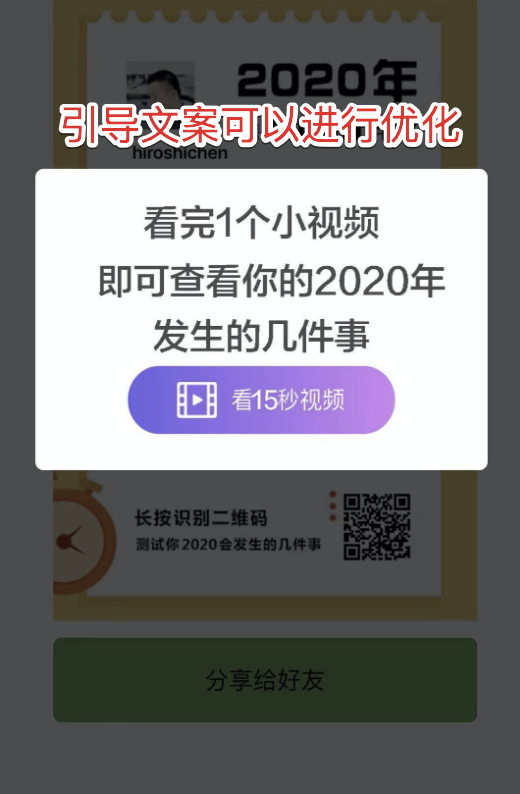 2020年
引导文案可以进行优化
hiroshichen
看完1个小视频
即可查看你的2020年
发生的几件事
看15秒视频
长按识别二维码
测试你2020会发生的几件事
分享给好友